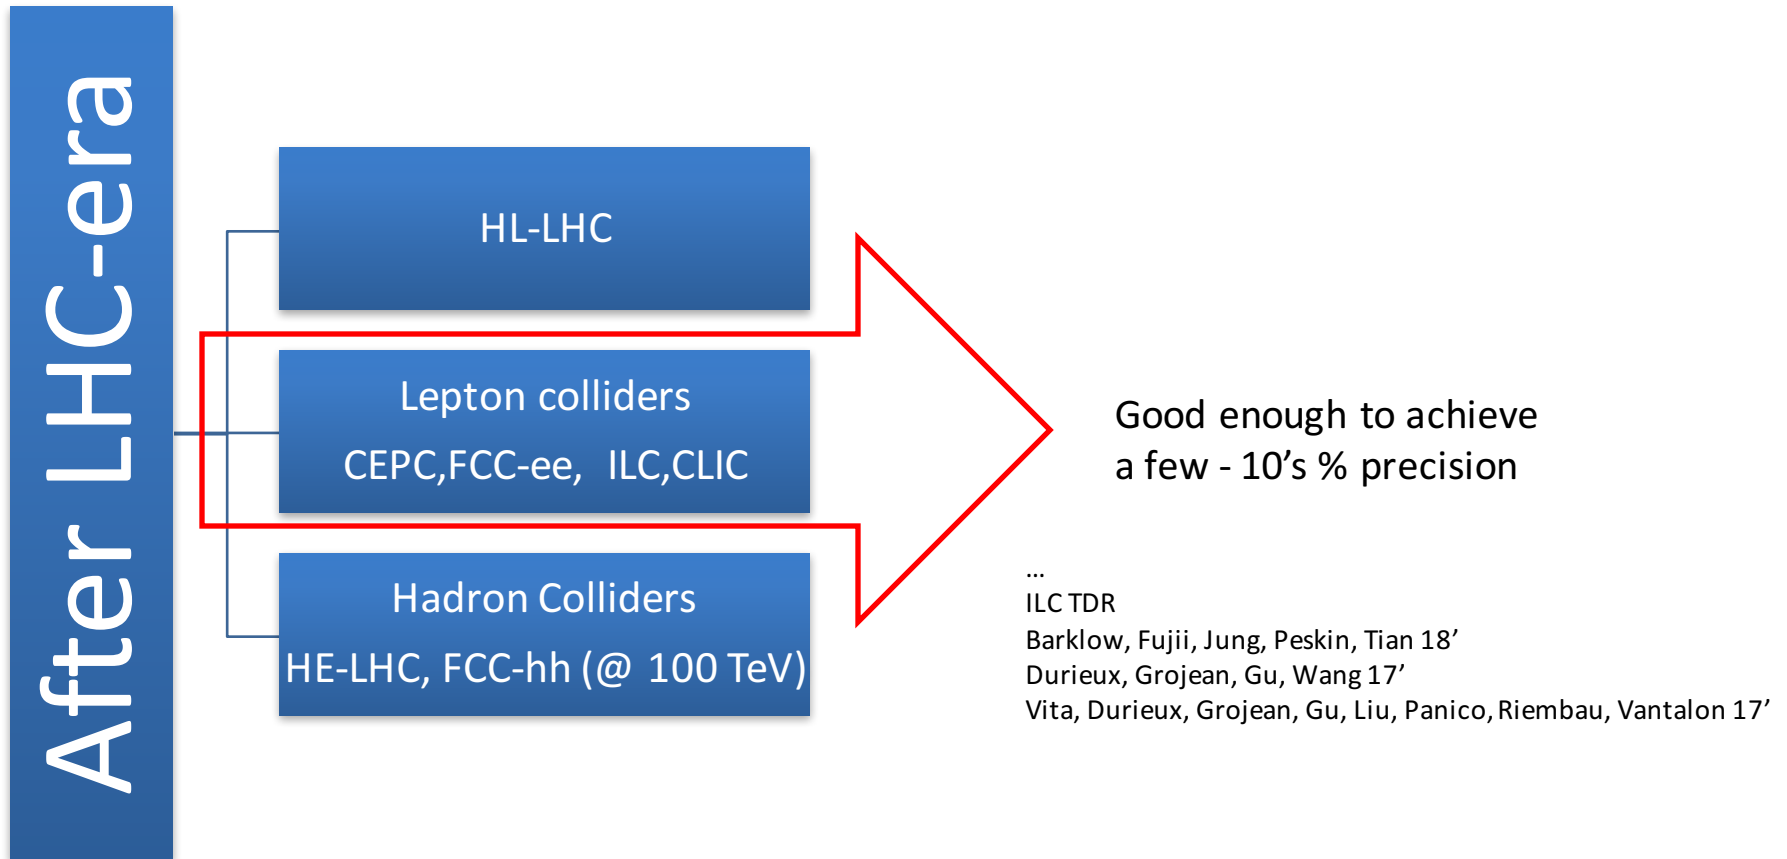 After LHC-era
HL-LHC
Lepton colliders
CEPC,FCC-ee, ILC,CLIC
Hadron Colliders
HE-LHC, FCC-hh (@ 100 TeV)
Good enough to achieve
a few - 10’s % precision
...
ILC TDR
Barklow, Fujii, Jung, Peskin, Tian 18’
Durieux, Grojean, Gu, Wang 17’
Vita, Durieux, Grojean, Gu, Liu, Panico, Riembau, Vantalon 17’